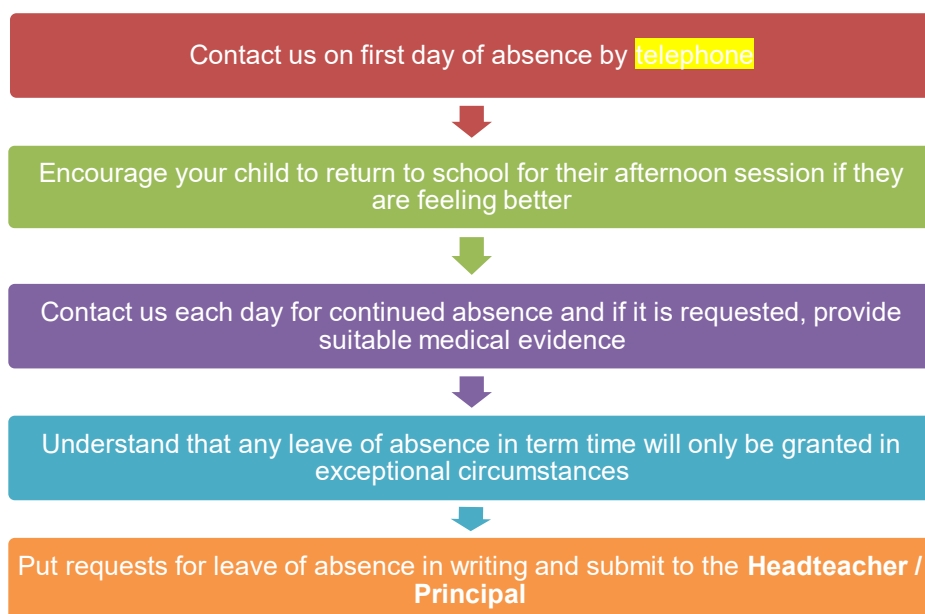 Contact us on first day of absence by telephone
Encourage your child to return to school for their afternoon session if they
are feeling better
Contact us each day for continued absence and if it is requested, provide
suitable medical evidence
Understand that any leave of absence in term time will only be granted in
exceptional circumstances
Put requests for leave of absence in writing and submit to the Headteacher /
Principal